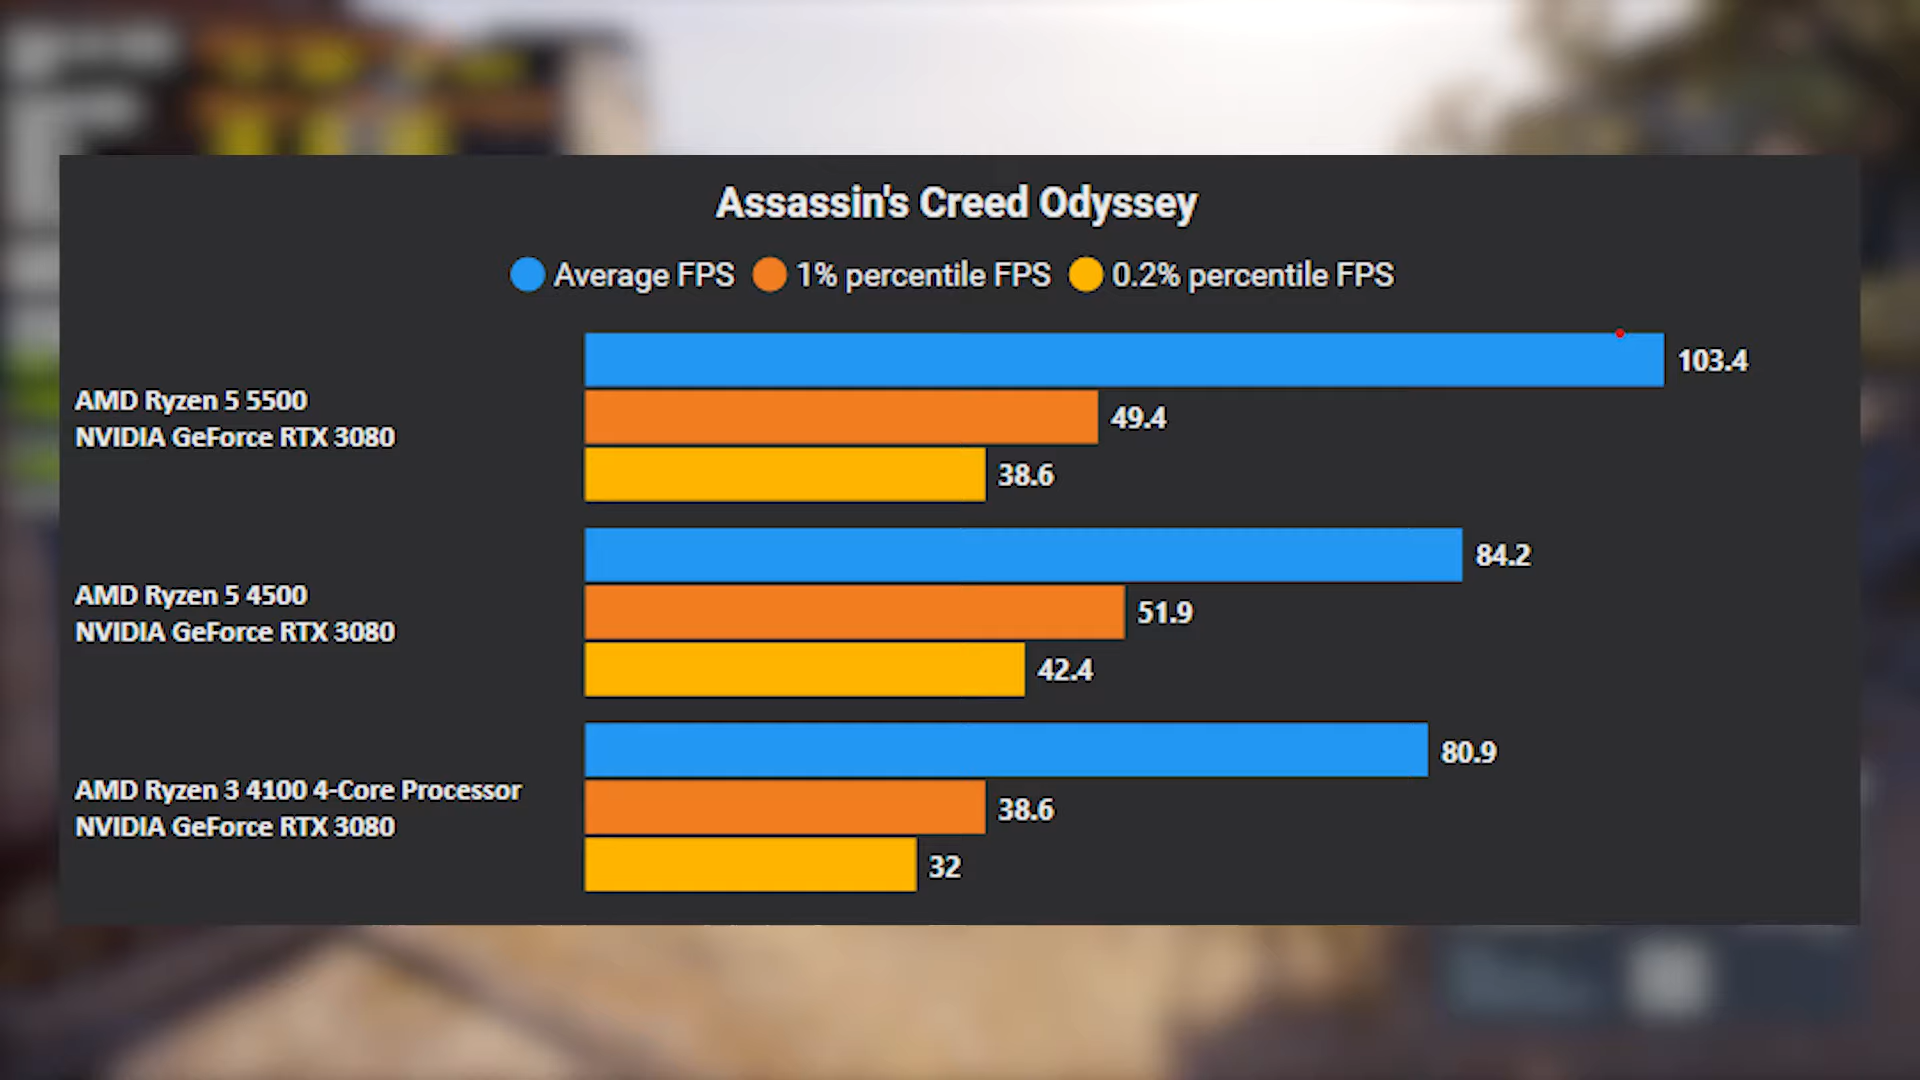 Assassin's Creed Odyssey
Average FPS 1% percentile FPS 0.2% percentile FPS
AMD Ryzen 5 5500
NVIDIA GeForce RTX 3080
103.4
49.4
38.6
AMD Ryzen 5 4500
NVIDIA GeForce RTX 3080
84.2
51.9
42.4
AMD Ryzen 3 4100 4-Core Processor
NVIDIA GeForce RTX 3080
80.9
38.6
32